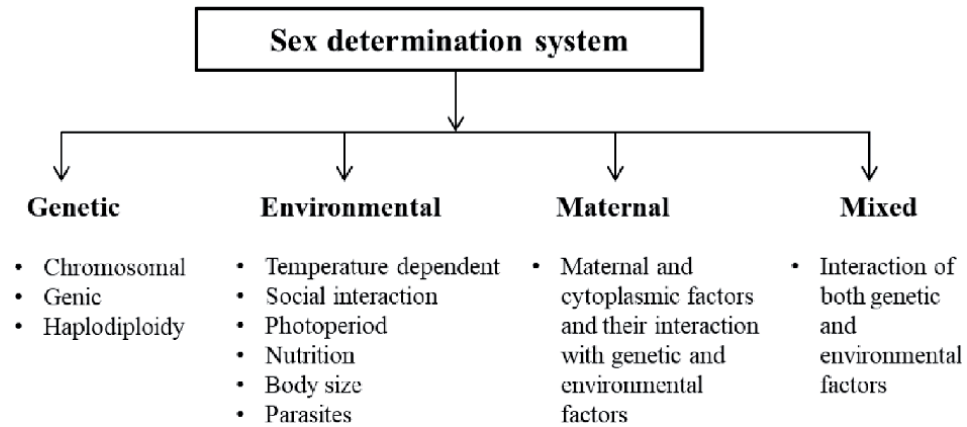 Sex determination system
Genetic
• Chromosomal
• Genic
• Haplodiploidy
Environmental
• Temperature dependent
• Social interaction
• Photoperiod
• Nutrition
• Body size
• Parasites
Maternal
• Maternal and
cytoplasmic factors
and their interaction
with genetic and
environmental
factors
Mixed
• Interaction of
both genetic
and
environmental
factors